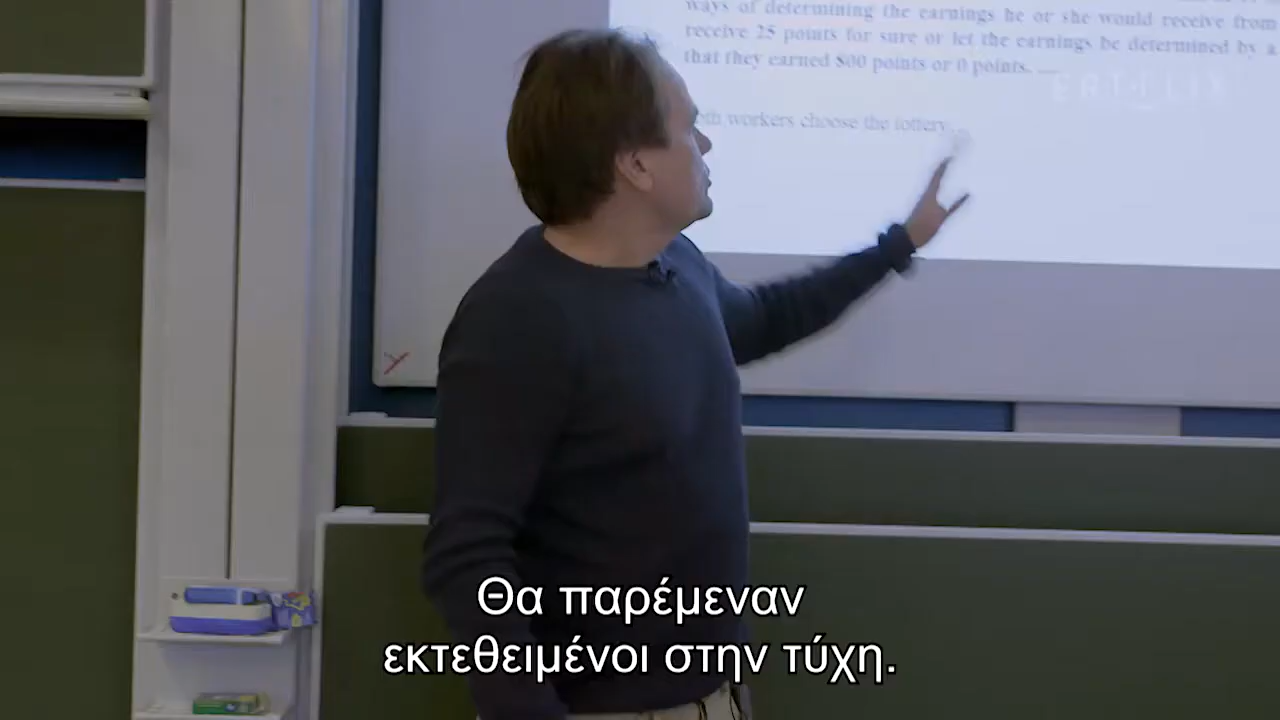 ways of determining the earnings he or she would receive from
receive 25 points for sure or let the earnings be determined by a
that they earned 800 points or 0 points. ....
oth workers choose the lottery
Θα παρέμεναν
εκτεθειμένοι στην τύχη.